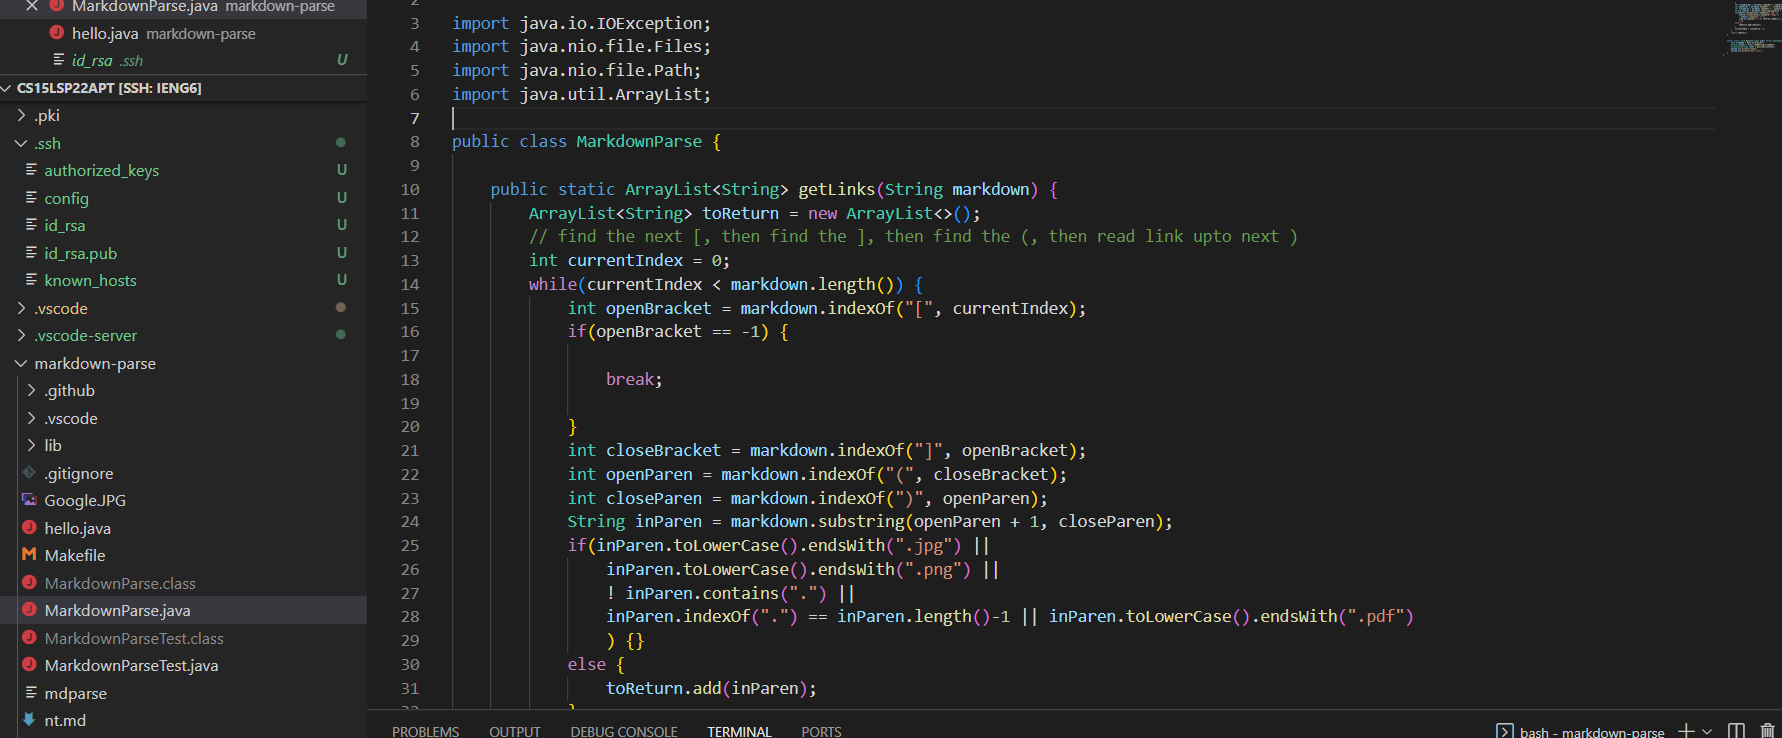 MarkdownParse.java markdown-parse
hello.java markdown-parse
id_rsa .ssh U
CS15LSP22APT [SSH: IENG6]
.pki
.ssh
authorized_keys U
config U
id_rsa U
id_rsa.pub U
known_hosts U
.vscode
.vscode-server
markdown-parse
.github
.vscode
lib
.gitignore
Google.JPG
hello.java
Makefile
MarkdownParse.class
MarkdownParse.java
MarkdownParseTest.class
MarkdownParseTest.java
mdparse
nt.md
2
3 import java.io.IOException;
4 import java.nio.file.Files;
5 import java.nio.file.Path;
6 import java.util.ArrayList;
7
8 public class MarkdownParse {
9
10 public static ArrayList<String> getLinks(String markdown) {
11 ArrayList<String> toReturn = new ArrayList<>();
12 // find the next [, then find the ], then find the (, then read link upto next )
13 int currentIndex = 0;
14 while(currentIndex < markdown.length()) {
15 int openBracket = markdown.indexOf("[", currentIndex);
16 if(openBracket == -1) {
17
18 break;
19
20 }
21 int closeBracket = markdown.indexOf("]", openBracket);
22 int openParen = markdown.indexOf("(", closeBracket);
23 int closeParen = markdown.indexOf(")", openParen);
24 String inParen = markdown.substring(openParen + 1, closeParen);
25 if(inParen.toLowerCase().endsWith(".jpg") ||
26 inParen.toLowerCase().endsWith(".png") ||
27 ! inParen.contains(".") ||
28 inParen.indexOf(".") == inParen.length()-1 || inParen.toLowerCase().endsWith(".pdf")
29 ) {}
30 else {
31 toReturn.add(inParen);
32 }
PROBLEMS OUTPUT DEBUG CONSOLE TERMINAL PORTS
bash - markdown-parse